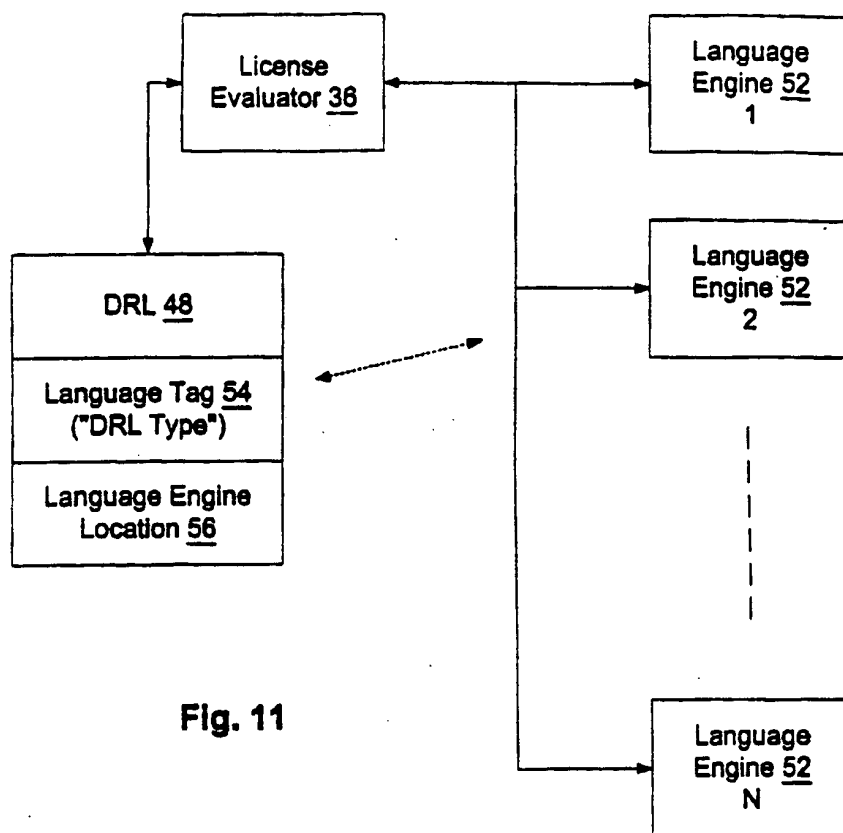 License
Evaluator 36
Language
Engine 52
1
Language
Engine 52
2
DRL 48
Language Tag 54
("DRL Type")
Language Engine
Location 56
Fig. 11
Language
Engine 52
N